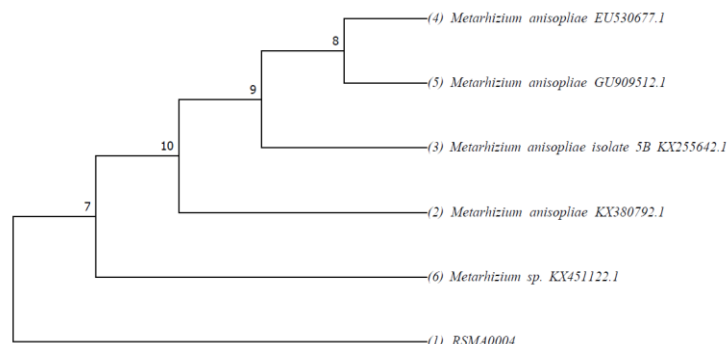 (4) Metarhizium anisopliae EU530677.1
8
(5) Metarhizium anisopliae GU909512.1
9
(3) Metarhizium anisopliae isolate 5B KX255642.1
10
(2) Metarhizium anisopliae KX380792.1
7
(6) Metarhizium sp. KX451122.1
(1) RSMA0004